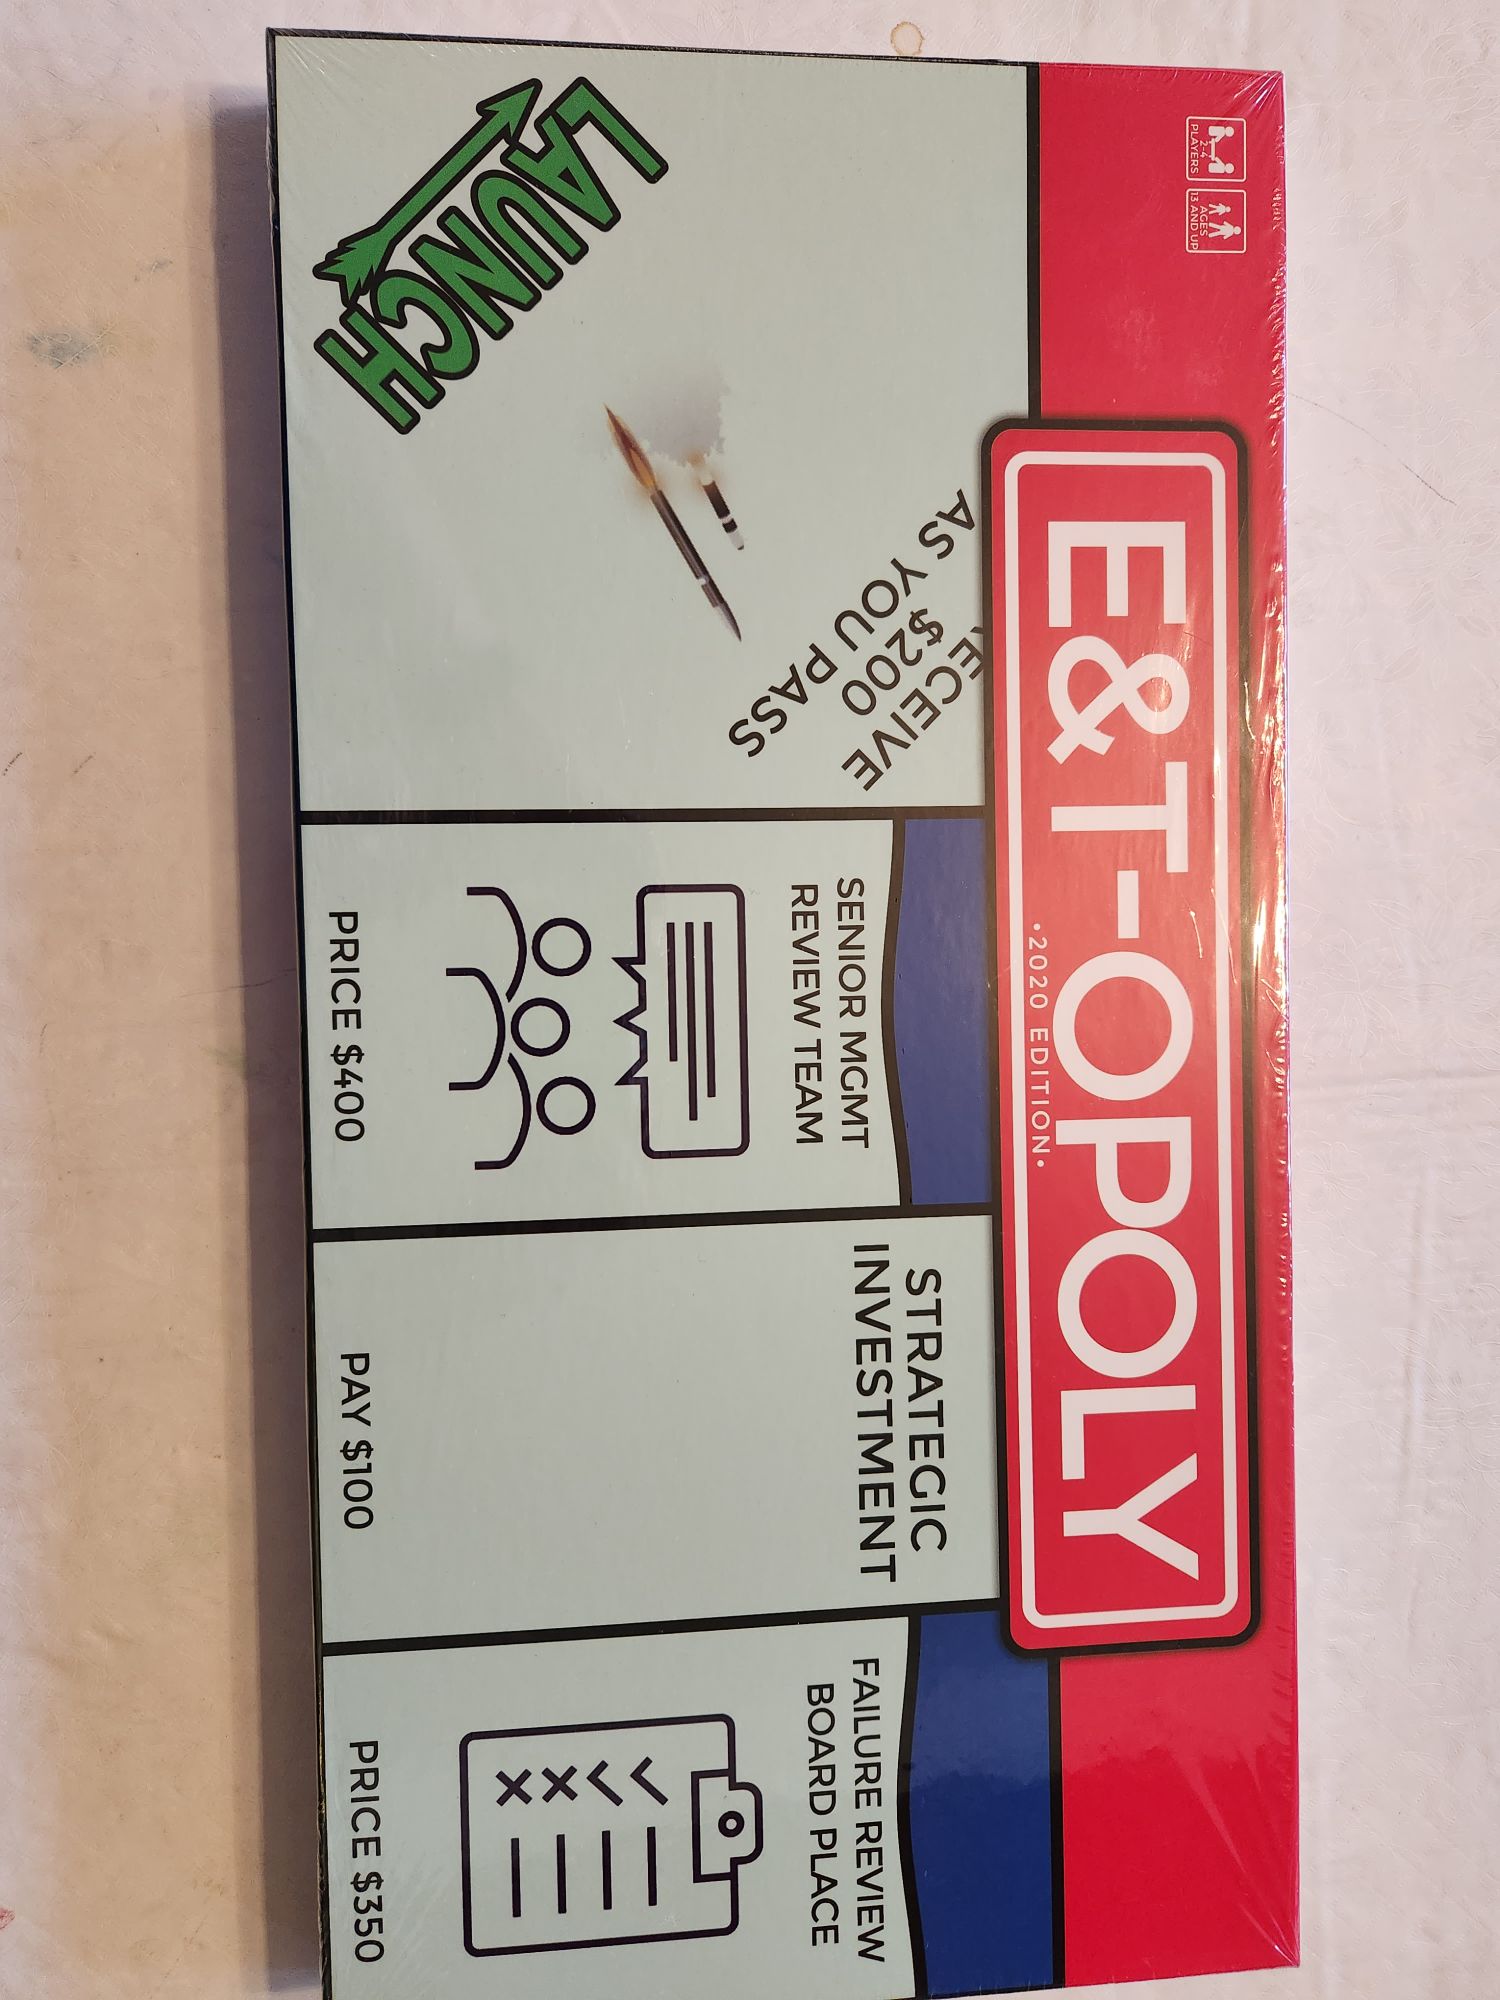 2-4
PLAYERS
AGES
13 AND UP
E&T-OPOLY
•2020 EDITION•
ECEIVE
$200
AS YOU PASS
LAUNCH
SENIOR MGMT
REVIEW TEAM
PRICE $400
STRATEGIC
INVESTMENT
PAY $100
FAILURE REVIEW
BOARD PLACE
PRICE $350